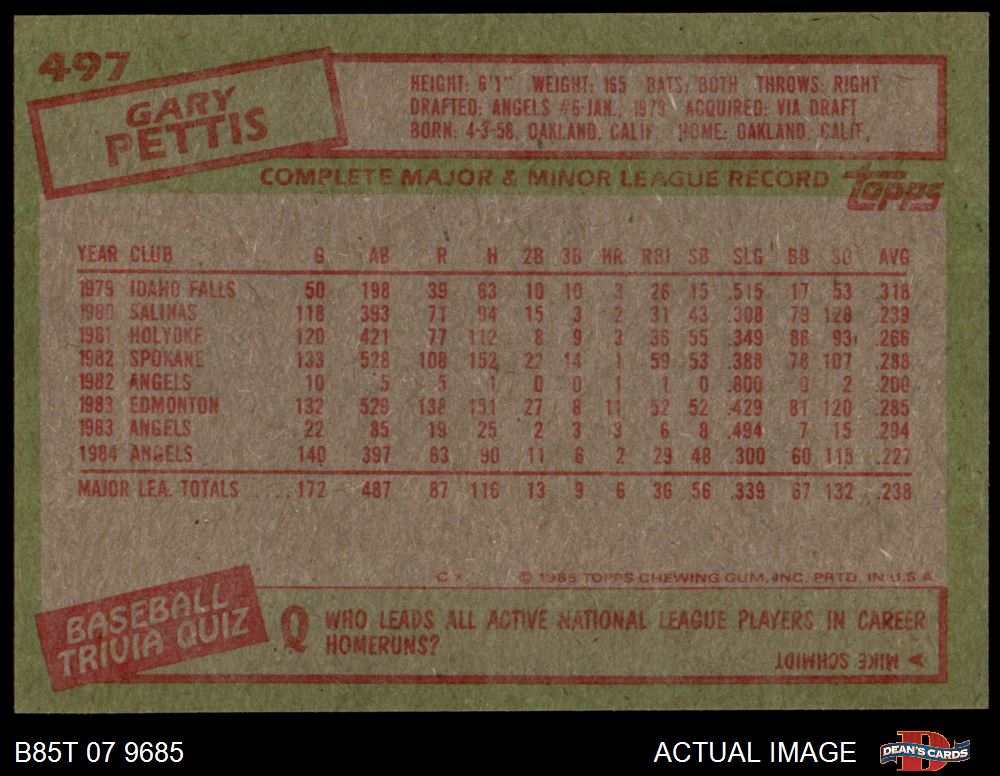 497
GARY
PETTIS
HEIGHT: 6'1" WEIGHT: 165 BATS: BOTH THROWS: RIGHT
DRAFTED: ANGELS #6-JAN., 1979 ACQUIRED: VIA DRAFT
BORN: 4-3-58, OAKLAND, CALIF. HOME: OAKLAND, CALIF.
COMPLETE MAJOR & MINOR LEAGUE RECORD
Topps
YEAR CLUB G AB R H 2B 3B HR RBI SB SLG BB SO AVG
1979 IDAHO FALLS 50 198 39 63 10 10 3 26 15 .515 17 53 .318
1980 SALINAS 118 393 71 94 15 3 2 31 43 .308 79 128 .239
1981 HOLYOKE 120 421 77 112 8 9 3 36 55 .349 88 93 .266
1982 SPOKANE 133 528 108 152 22 14 1 59 53 .388 78 107 .288
1982 ANGELS 10 5 5 1 0 0 1 1 0 .800 0 2 .200
1983 EDMONTON 132 529 138 151 27 8 11 52 52 .429 81 120 .285
1983 ANGELS 22 85 19 25 2 3 3 6 8 .494 7 15 .294
1984 ANGELS 140 397 63 90 11 6 2 29 48 .300 60 115 .227
MAJOR LEA. TOTALS ....172 487 87 116 13 9 6 36 56 .339 67 132 .238
C* © 1985 TOPPS CHEWING GUM, INC. PRTD. IN U.S.A.
BASEBALL
TRIVIA QUIZ
Q WHO LEADS ALL ACTIVE NATIONAL LEAGUE PLAYERS IN CAREER
HOMERUNS?
MIKE SCHMIDT
B85T 07 9685
ACTUAL IMAGE
D
DEAN'S CARDS